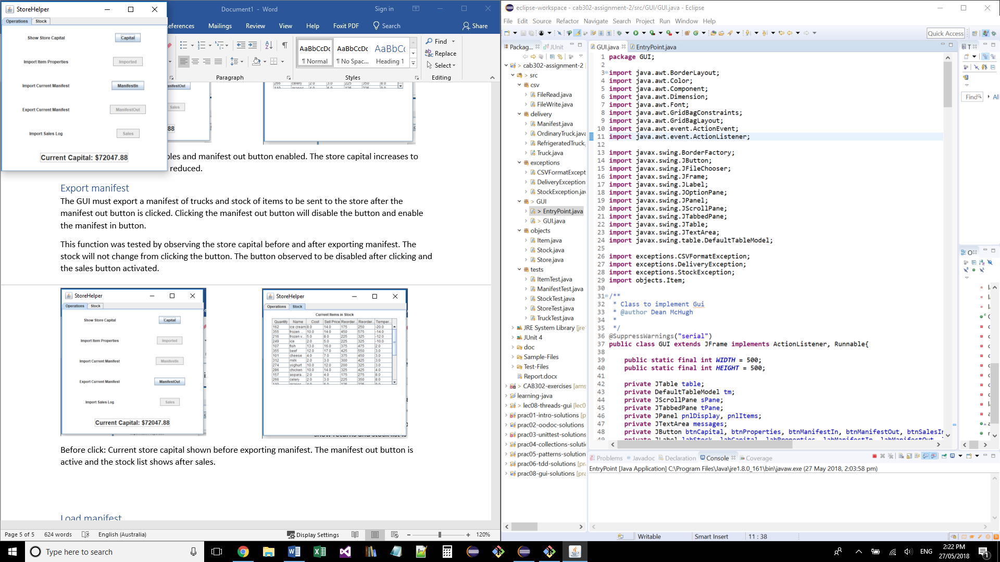 StoreHelper
Operations Stock
Show Store Capital Capital
Import Item Properties Imported
Import Current Manifest ManifestIn
Export Current Manifest ManifestOut
Import Sales Log Sales
Current Capital: $72047.88
Document1 - Word
Sign in
eferences Mailings Review View Help Foxit PDF Search Share
AaBbCcDc AaBbCcDc AaBbCc
¶ Normal ¶ No Spac... Heading 1
Find
Replace
Select
Paragraph Styles Editing
ples and manifest out button enabled. The store capital increases to
reduced.
Export manifest
The GUI must export a manifest of trucks and stock of items to be sent to the store after the
manifest out button is clicked. Clicking the manifest out button will disable the button and enable
the manifest in button.
This function was tested by observing the store capital before and after exporting manifest. The
stock will not change from clicking the button. The button observed to be disabled after clicking and
the sales button activated.
StoreHelper
Operations Stock
Show Store Capital Capital
Import Item Properties Imported
Import Current Manifest ManifestIn
Export Current Manifest ManifestOut
Import Sales Log Sales
Current Capital: $72047.88
StoreHelper
Operations Stock
Current Items in Stock
Quantity Name Cost Sell Price Reorder... Reorder... Temper...
162 ice cream 8.0 14.0 175 250 -20.0
355 frozen ... 10.0 14.0 450 575 -14.0
216 frozen v... 5.0 8.0 225 325 -12.0
249 ice 2.0 5.0 225 325 -10.0
107 fish 13.0 16.0 375 475 2.0
355 beef 12.0 17.0 425 550 3.0
101 cheese 4.0 7.0 375 450 3.0
312 milk 2.0 3.0 300 425 3.0
274 yoghurt 10.0 12.0 200 325 3.0
286 chicken 10.0 14.0 325 425 4.0
157 aspara... 2.0 4.0 175 275 8.0
266 celery 2.0 3.0 225 350 8.0
Before click: Current store capital shown before exporting manifest. The manifest out button is
active and the stock list shows after sales.
Load manifest
Page 5 of 5 624 words English (Australia) Display Settings 120%
eclipse-workspace - cab302-assignment-2/src/GUI/GUI.java - Eclipse
File Edit Source Refactor Navigate Search Project Run Window Help
Quick Access
Packag... JUnit
> cab302-assignment-2
> src
csv
FileRead.java
FileWrite.java
delivery
Manifest.java
OrdinaryTruck.java
RefrigeratedTruck.
Truck.java
exceptions
CSVFormatExcept
DeliveryException
StockException.jav
> GUI
> EntryPoint.java
> GUI.java
objects
Item.java
Stock.java
Store.java
tests
ItemTest.java
ManifestTest.java
StockTest.java
StoreTest.java
TruckTest.java
JRE System Library [jre
JUnit 4
doc
Sample-Files
Test-Files
Report.docx
> CAB302-exercises [ams
learning-java
> lec08-threads-gui [lec0
prac01-intro-solutions [p
prac02-oodoc-solutions
prac03-unittest-solutions
prac04-collections-soluti
prac05-patterns-solution
prac06-tdd-solutions [pra
prac08-gui-solutions [pra
GUI.java EntryPoint.java
1 package GUI;
2
3 import java.awt.BorderLayout;
4 import java.awt.Color;
5 import java.awt.Component;
6 import java.awt.Dimension;
7 import java.awt.Font;
8 import java.awt.GridBagConstraints;
9 import java.awt.GridBagLayout;
10 import java.awt.event.ActionEvent;
11 import java.awt.event.ActionListener;
12
13 import javax.swing.BorderFactory;
14 import javax.swing.JButton;
15 import javax.swing.JFileChooser;
16 import javax.swing.JFrame;
17 import javax.swing.JLabel;
18 import javax.swing.JOptionPane;
19 import javax.swing.JPanel;
20 import javax.swing.JScrollPane;
21 import javax.swing.JTabbedPane;
22 import javax.swing.JTable;
23 import javax.swing.JTextArea;
24 import javax.swing.table.DefaultTableModel;
25
26 import exceptions.CSVFormatException;
27 import exceptions.DeliveryException;
28 import exceptions.StockException;
29 import objects.Item;
30
31 /**
32 * Class to implement Gui
33 * @author Dean McHugh
34 *
35 */
36 @SuppressWarnings("serial")
37 public class GUI extends JFrame implements ActionListener, Runnable{
38
39 public static final int WIDTH = 500;
40 public static final int HEIGHT = 500;
41
42 private JTable table;
43 private DefaultTableModel tm;
44 private JScrollPane sPane;
45 private JTabbedPane tPane;
46 private JPanel pnlDisplay, pnlItems;
47 private JTextArea messages;
48 private JButton btnCapital, btnProperties, btnManifestIn, btnManifestOut, btnSalesIn
Find
Problems Javadoc Declaration Console Coverage
EntryPoint [Java Application] C:\Program Files\Java\jre1.8.0_161\bin\javaw.exe (27 May 2018, 2:03:58 pm)
Writable Smart Insert 11 : 38
Type here to search
ENG
2:22 PM
27/05/2018